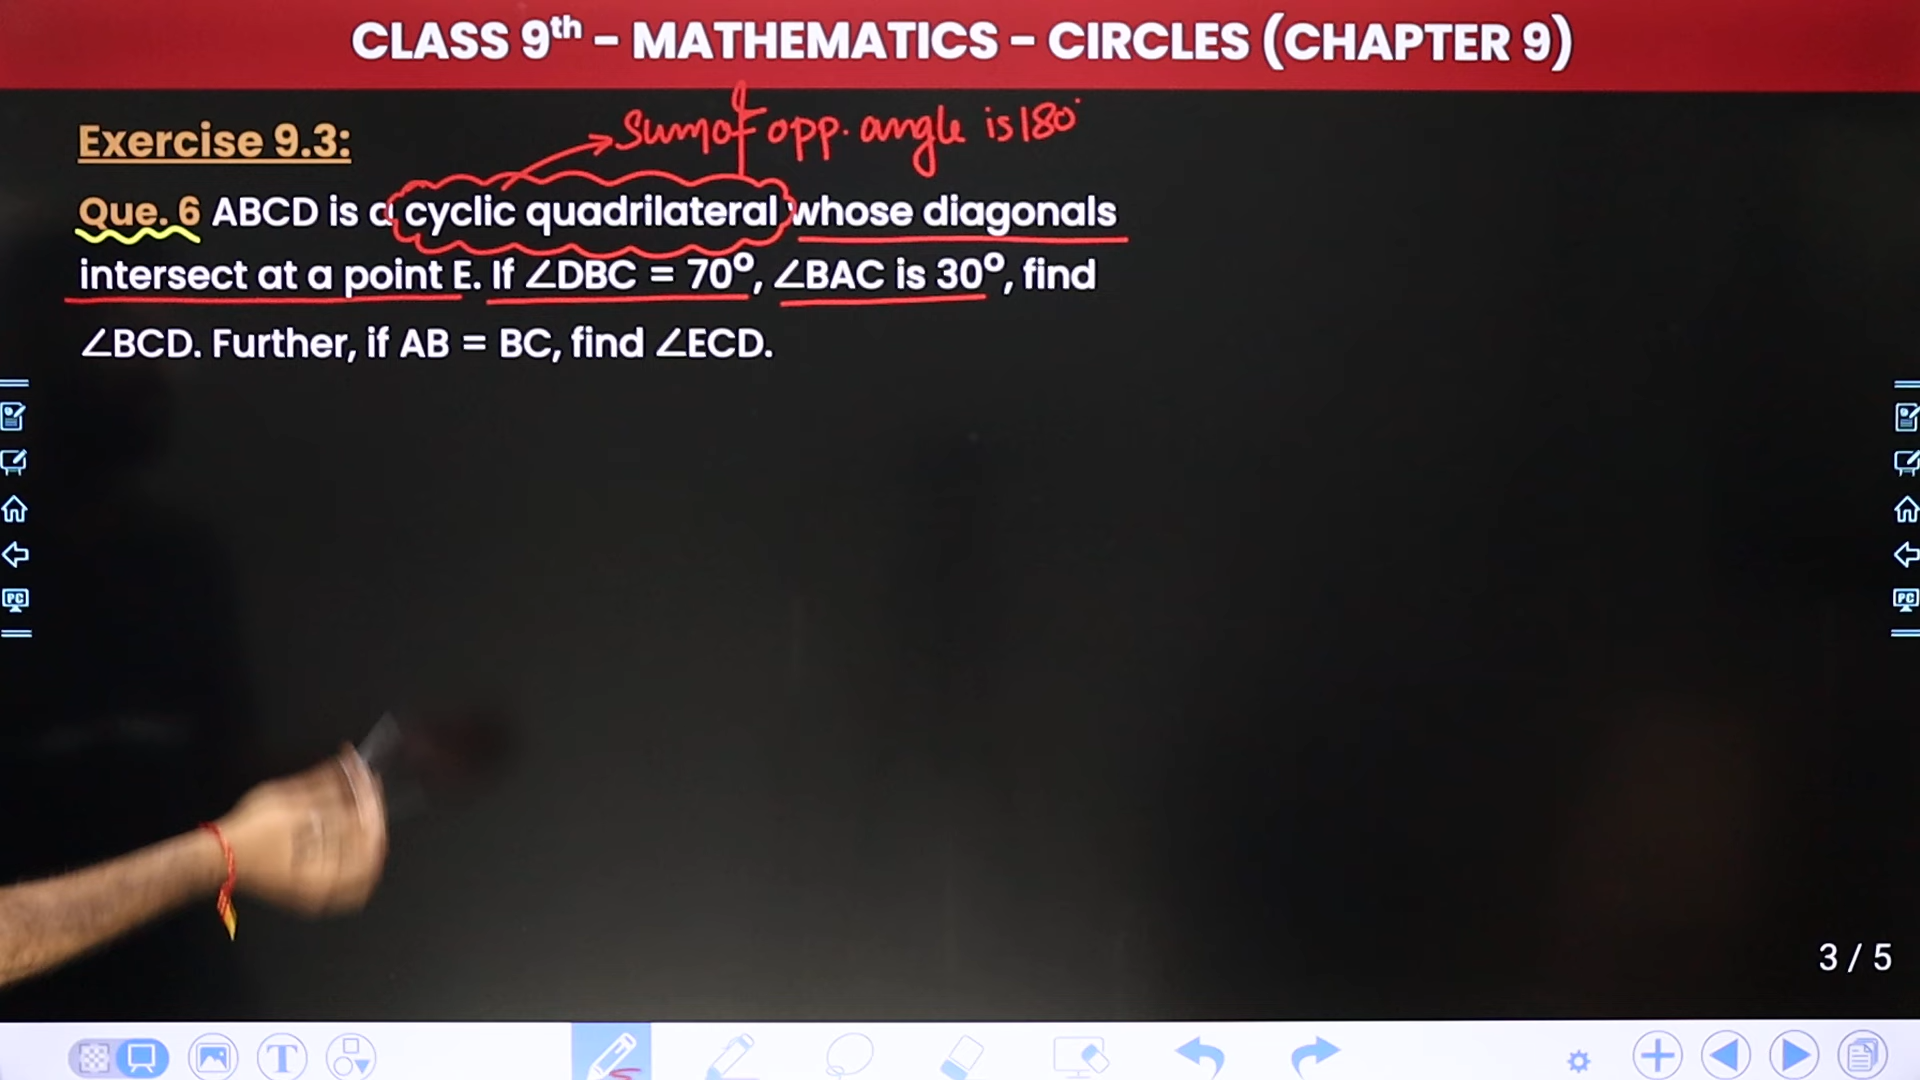 CLASS 9th - MATHEMATICS - CIRCLES (CHAPTER 9)
Sum of opp. angle is 180°
Exercise 9.3:
Que. 6 ABCD is a cyclic quadrilateral whose diagonals
intersect at a point E. If ∠DBC = 70°, ∠BAC is 30°, find
∠BCD. Further, if AB = BC, find ∠ECD.
PC
PC
3 / 5
T